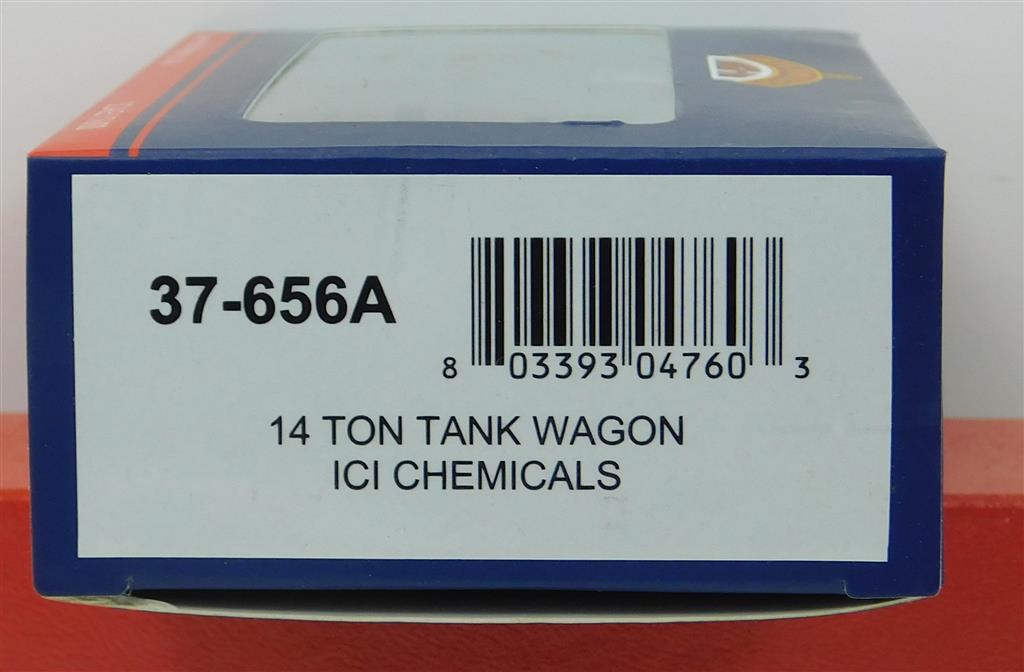 37-656A
8 03393 04760 3
14 TON TANK WAGON
ICI CHEMICALS